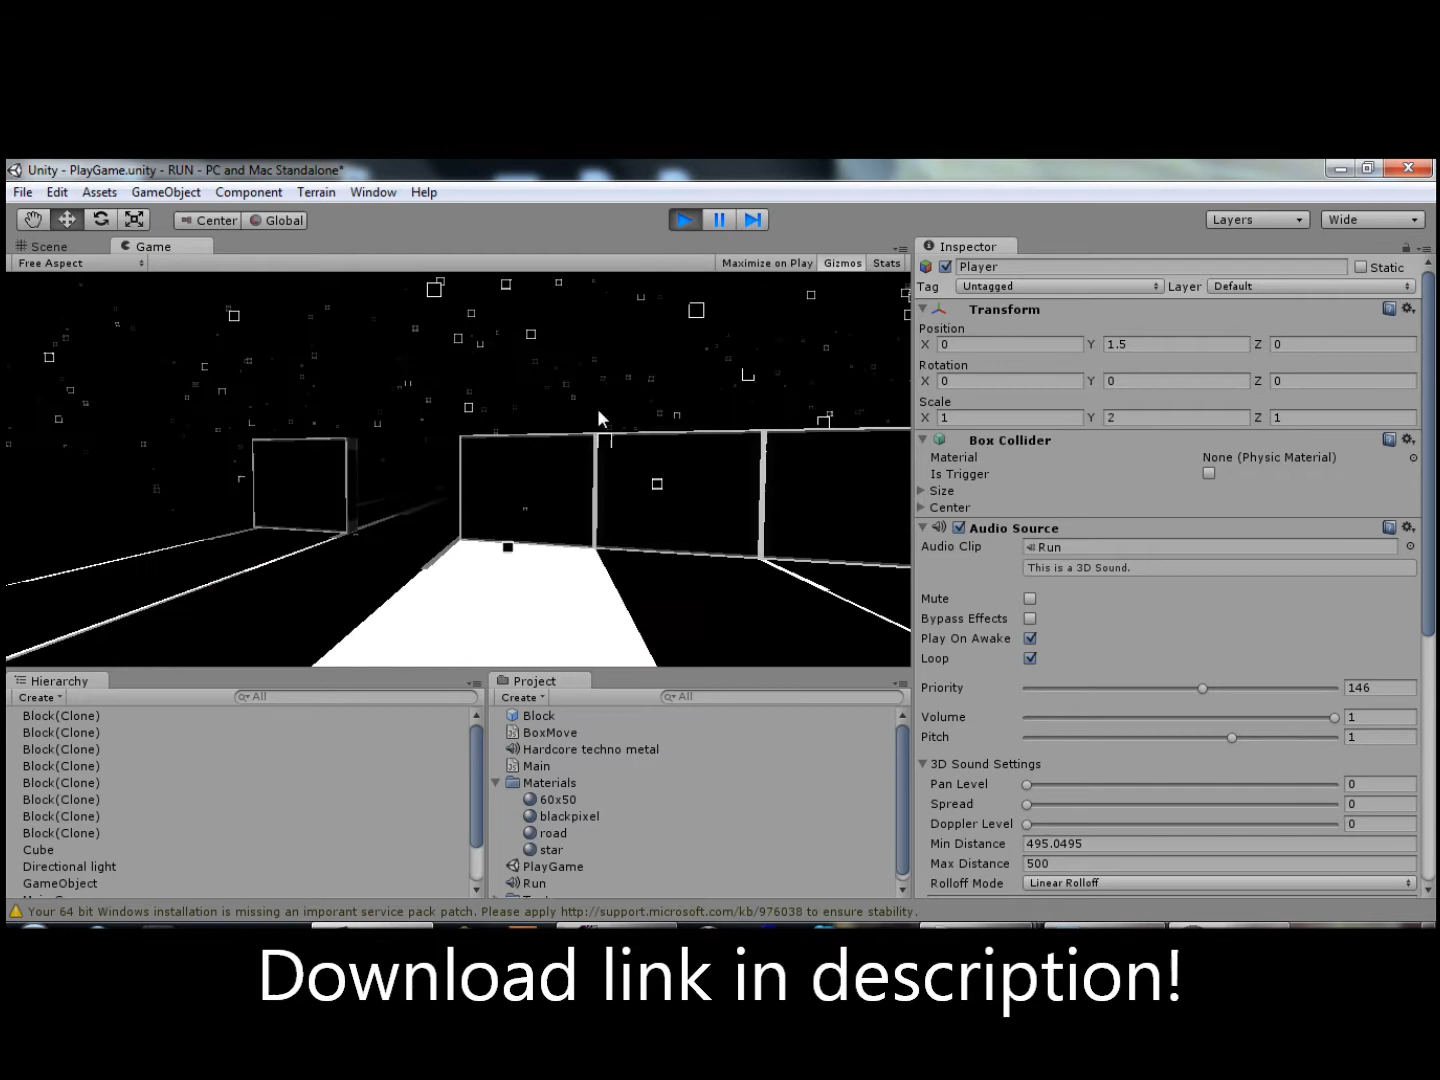 Unity - PlayGame.unity - RUN - PC and Mac Standalone*
File Edit Assets GameObject Component Terrain Window Help
Center Global Layers Wide
Scene Game
Free Aspect Maximize on Play Gizmos Stats
Inspector
Player Static
Tag Untagged Layer Default
Transform
Position
X 0 Y 1.5 Z 0
Rotation
X 0 Y 0 Z 0
Scale
X 1 Y 2 Z 1
Box Collider
Material None (Physic Material)
Is Trigger
Size
Center
Audio Source
Audio Clip Run
This is a 3D Sound.
Mute
Bypass Effects
Play On Awake
Loop
Priority 146
Volume 1
Pitch 1
3D Sound Settings
Pan Level 0
Spread 0
Doppler Level 0
Min Distance 495.0495
Max Distance 500
Rolloff Mode Linear Rolloff
Hierarchy
Create All
Block(Clone)
Block(Clone)
Block(Clone)
Block(Clone)
Block(Clone)
Block(Clone)
Block(Clone)
Block(Clone)
Cube
Directional light
GameObject
Project
Create All
Block
BoxMove
Hardcore techno metal
Main
Materials
60x50
blackpixel
road
star
PlayGame
Run
Your 64 bit Windows installation is missing an imporant service pack patch. Please apply http://support.microsoft.com/kb/976038 to ensure stability.
Download link in description!